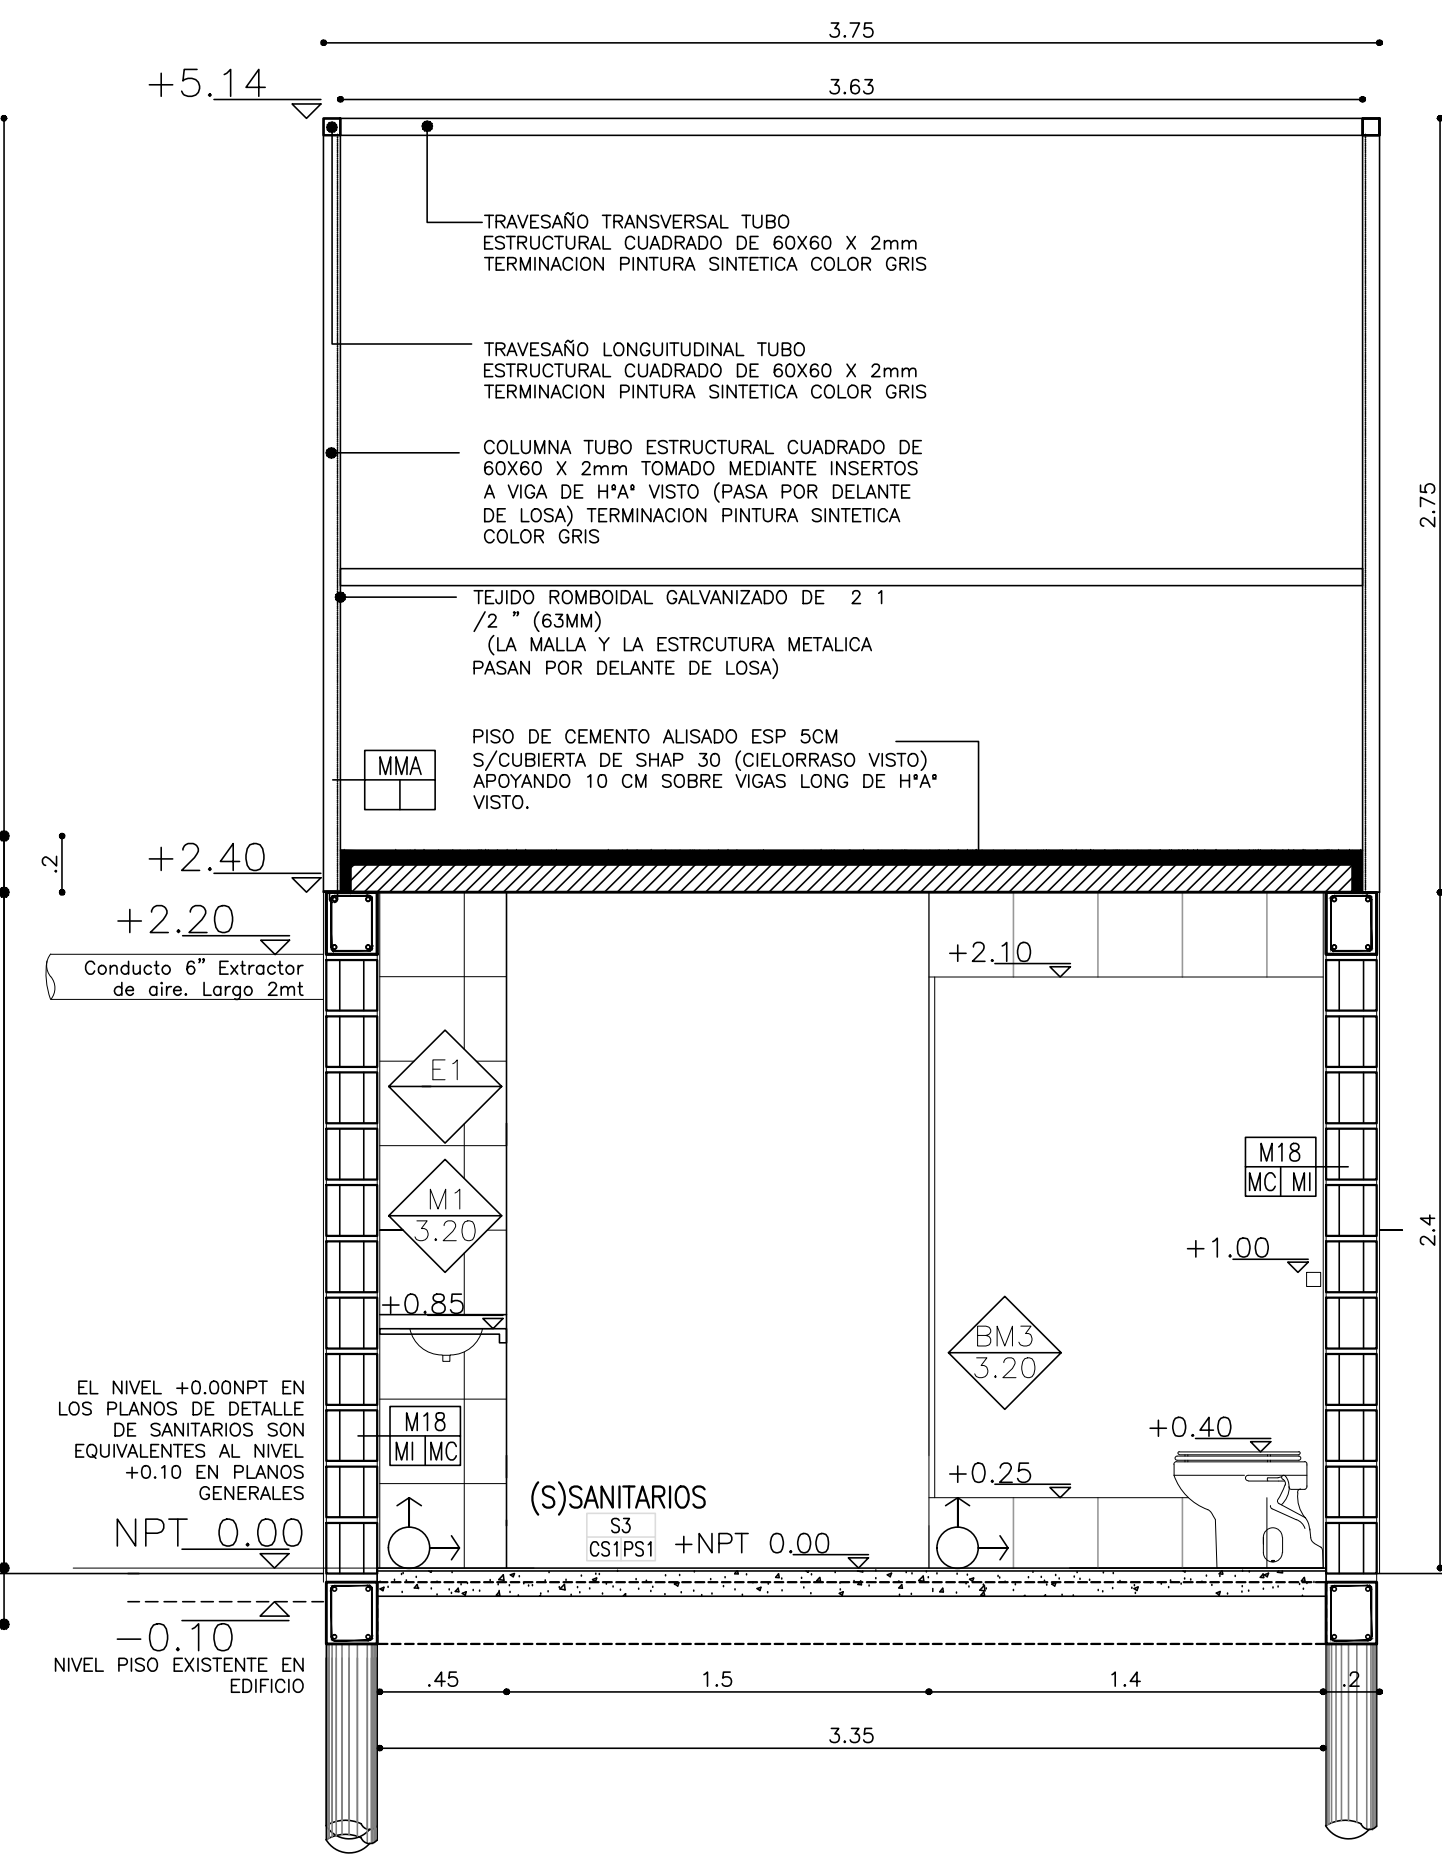 3.75
+5.14
3.63
TRAVESAÑO TRANSVERSAL TUBO
ESTRUCTURAL CUADRADO DE 60X60 X 2mm
TERMINACION PINTURA SINTETICA COLOR GRIS
TRAVESAÑO LONGUITUDINAL TUBO
ESTRUCTURAL CUADRADO DE 60X60 X 2mm
TERMINACION PINTURA SINTETICA COLOR GRIS
COLUMNA TUBO ESTRUCTURAL CUADRADO DE
60X60 X 2mm TOMADO MEDIANTE INSERTOS
A VIGA DE HºAº VISTO (PASA POR DELANTE
DE LOSA) TERMINACION PINTURA SINTETICA
COLOR GRIS
2.75
TEJIDO ROMBOIDAL GALVANIZADO DE 2 1
/2 " (63MM)
(LA MALLA Y LA ESTRCUTURA METALICA
PASAN POR DELANTE DE LOSA)
PISO DE CEMENTO ALISADO ESP 5CM
S/CUBIERTA DE SHAP 30 (CIELORRASO VISTO)
APOYANDO 10 CM SOBRE VIGAS LONG DE HºAº
VISTO.
MMA
.2
+2.40
+2.20
Conducto 6" Extractor
de aire. Largo 2mt
+2.10
E1
M1
3.20
M18
MC MI
2.4
+1.00
+0.85
BM3
3.20
EL NIVEL +0.00NPT EN
LOS PLANOS DE DETALLE
DE SANITARIOS SON
EQUIVALENTES AL NIVEL
+0.10 EN PLANOS
GENERALES
M18
MI MC
+0.40
+0.25
(S)SANITARIOS
S3
CS1 PS1
+NPT 0.00
NPT 0.00
-0.10
NIVEL PISO EXISTENTE EN
EDIFICIO
.45
1.5
1.4
.2
3.35